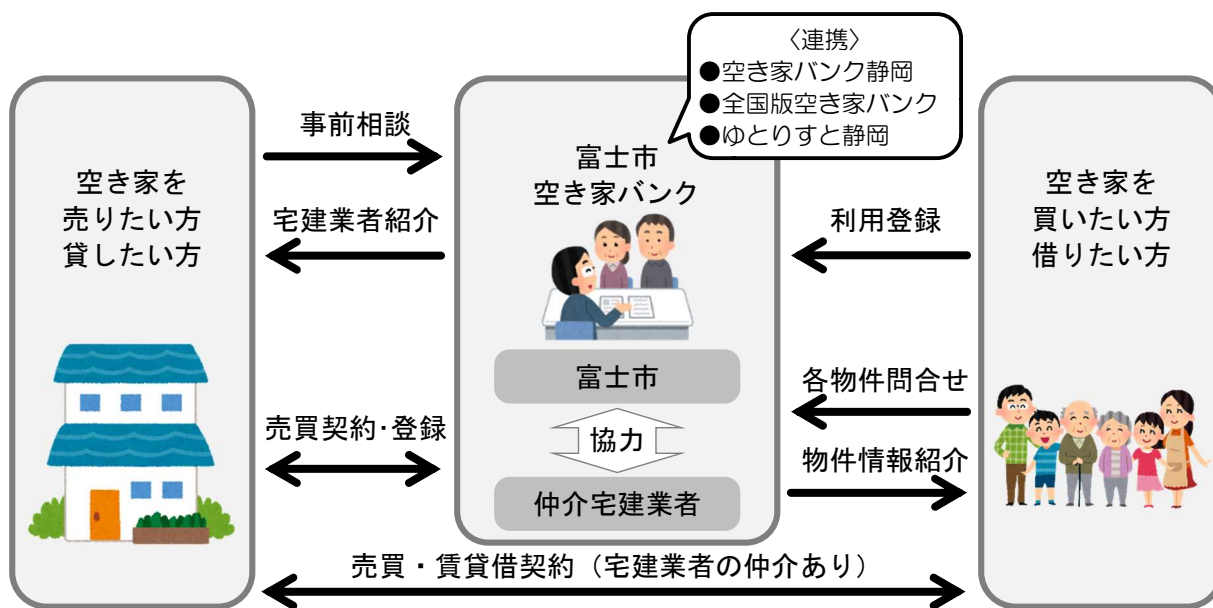 〈連携〉
●空き家バンク静岡
●全国版空き家バンク
●ゆとりすと静岡
事前相談
空き家を
売りたい方
貸したい方
宅建業者紹介
富士市
空き家バンク
利用登録
空き家を
買いたい方
借りたい方
富士市
協力
仲介宅建業者
売買契約・登録
各物件問合せ
物件情報紹介
売買・賃貸借契約（宅建業者の仲介あり）